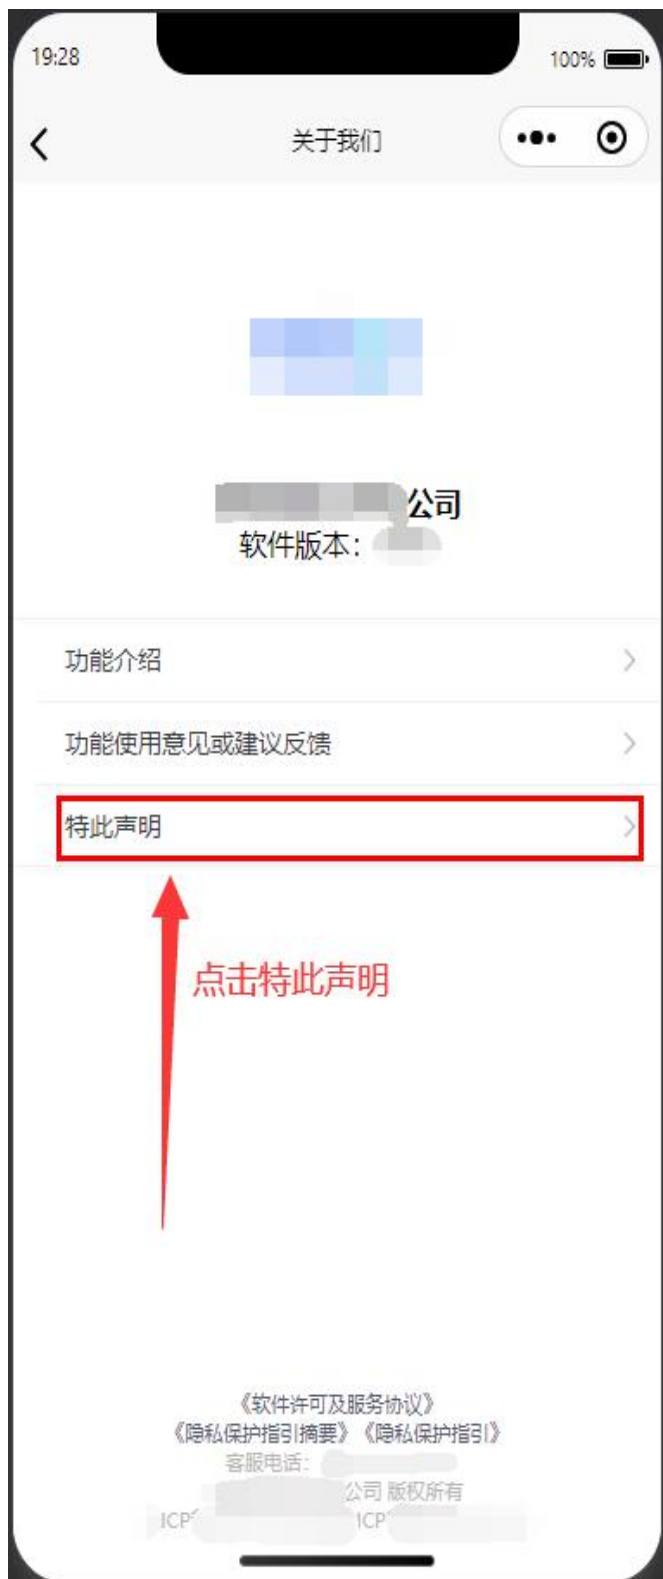 19:28
100%
关于我们
公司
软件版本：
功能介绍
功能使用意见或建议反馈
特此声明
点击特此声明
《软件许可及服务协议》
《隐私保护指引摘要》《隐私保护指引》
客服电话：
公司 版权所有
ICP
ICP